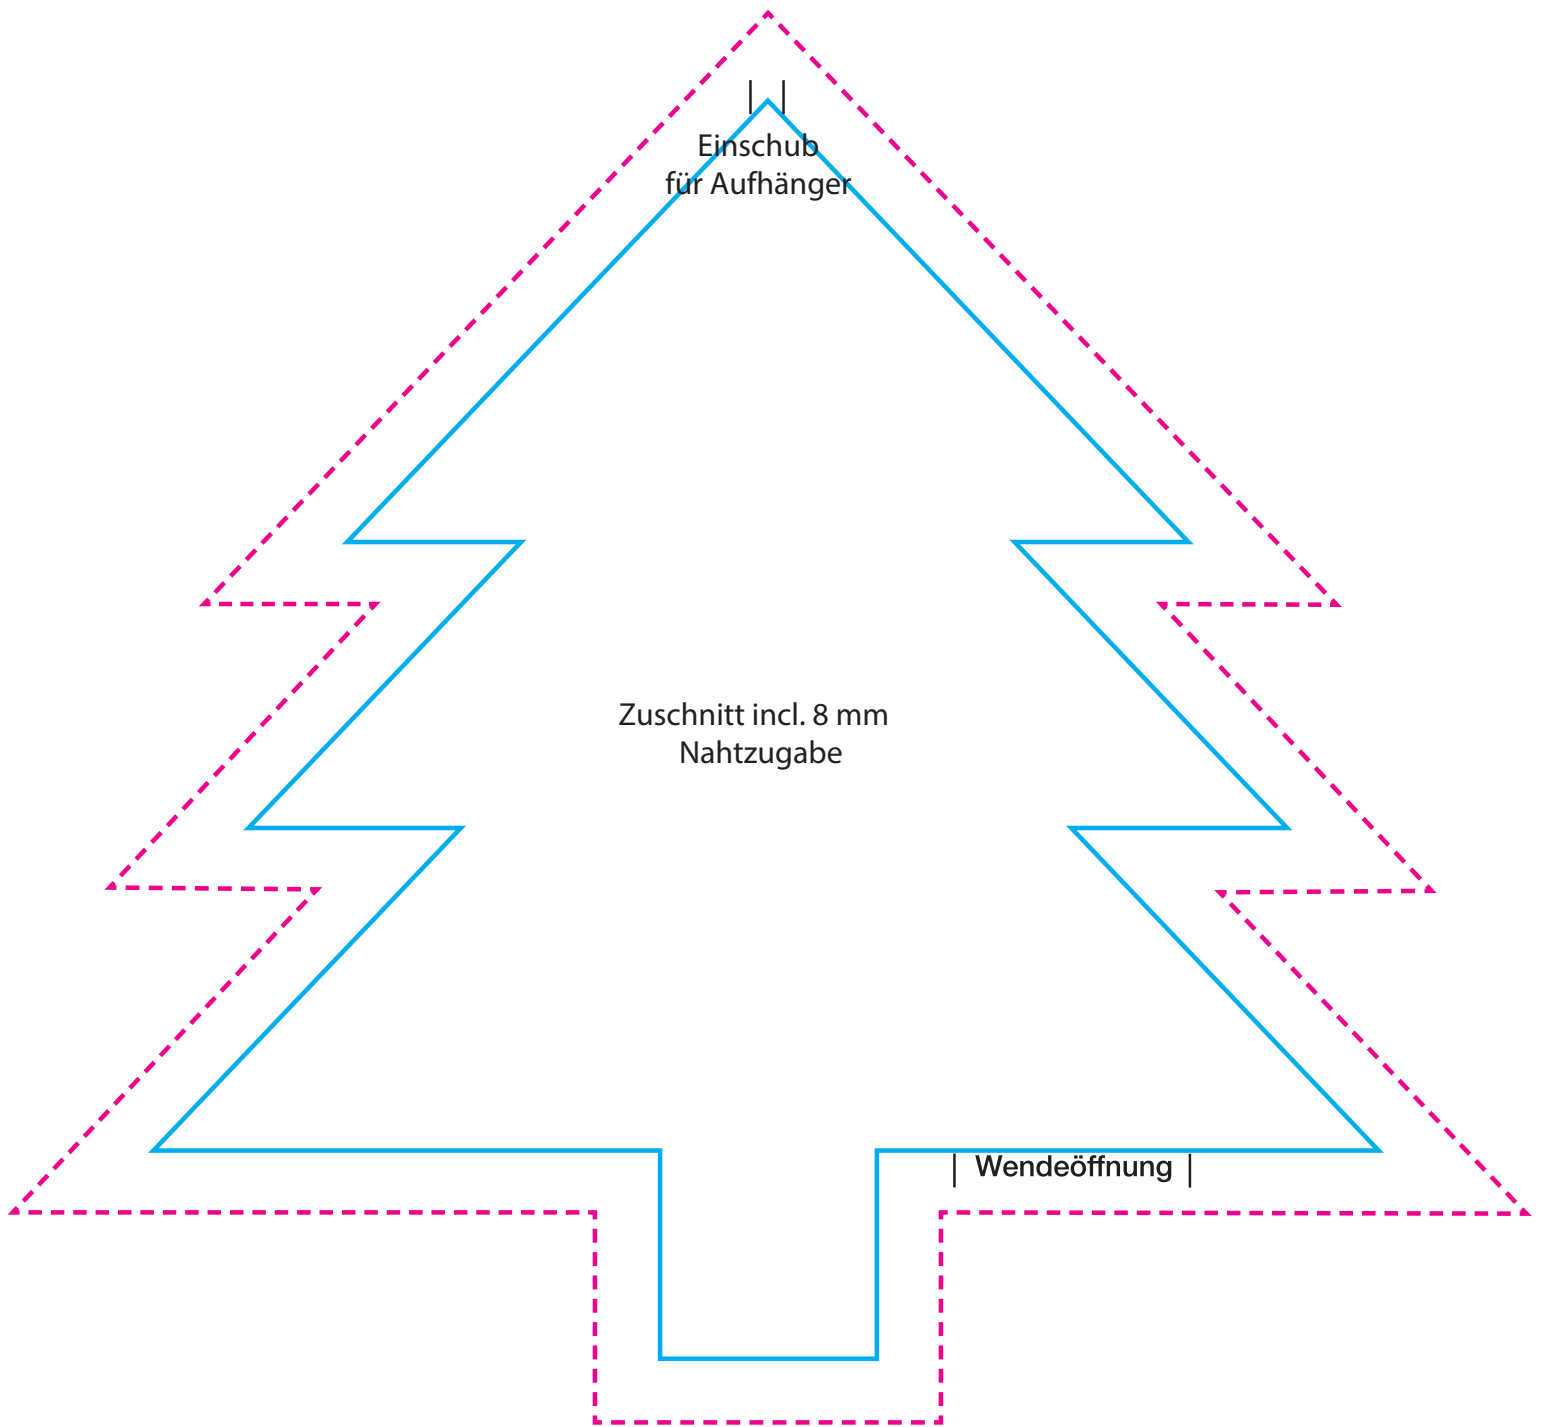 Einschub
für Aufhänger
Zuschnitt incl. 8 mm
Nahtzugabe
Wendeöffnung